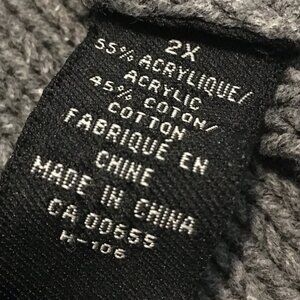 2X
55% ACRYLIQUE/
ACRYLIC
45% COTON/
COTTON
FABRIQUÉ EN
CHINE
MADE IN CHINA
CA 00655
H-106